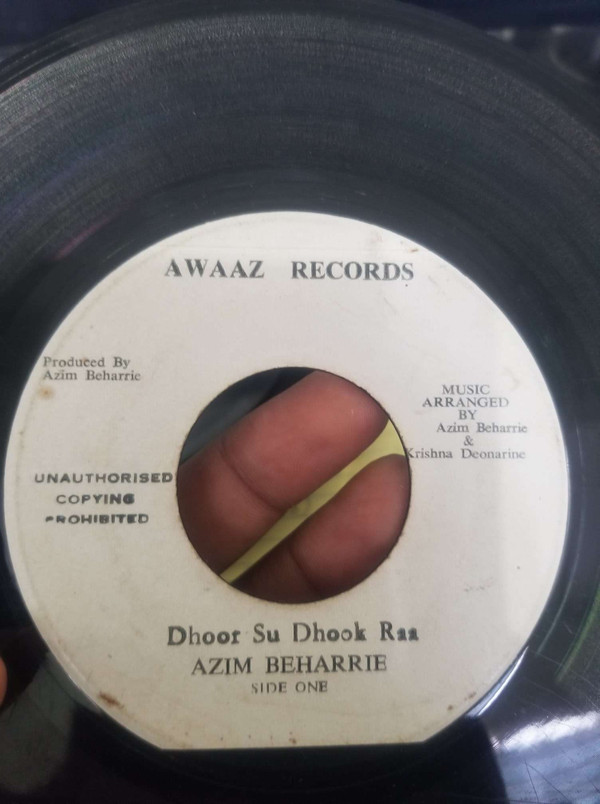 AWAAZ RECORDS
Produced By
Azim Beharrie
MUSIC
ARRANGED
BY
Azim Beharrie
&
Krishna Deonarine
UNAUTHORISED
COPYING
PROHIBITED
Dhoor Su Dhook Raa
AZIM BEHARRIE
SIDE ONE